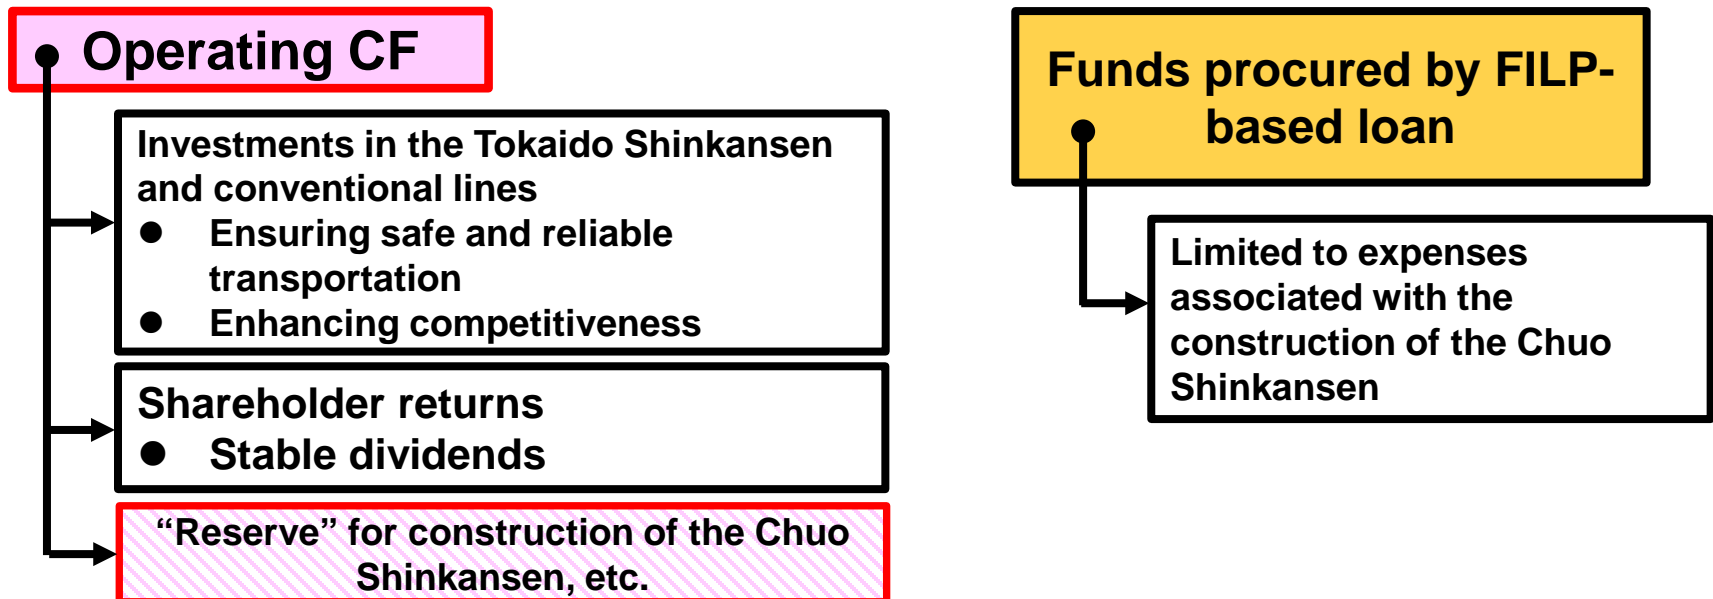 Operating CF
Investments in the Tokaido Shinkansen
and conventional lines
● Ensuring safe and reliable
transportation
● Enhancing competitiveness
Shareholder returns
● Stable dividends
“Reserve” for construction of the Chuo
Shinkansen, etc.
Funds procured by FILP-
based loan
Limited to expenses
associated with the
construction of the Chuo
Shinkansen